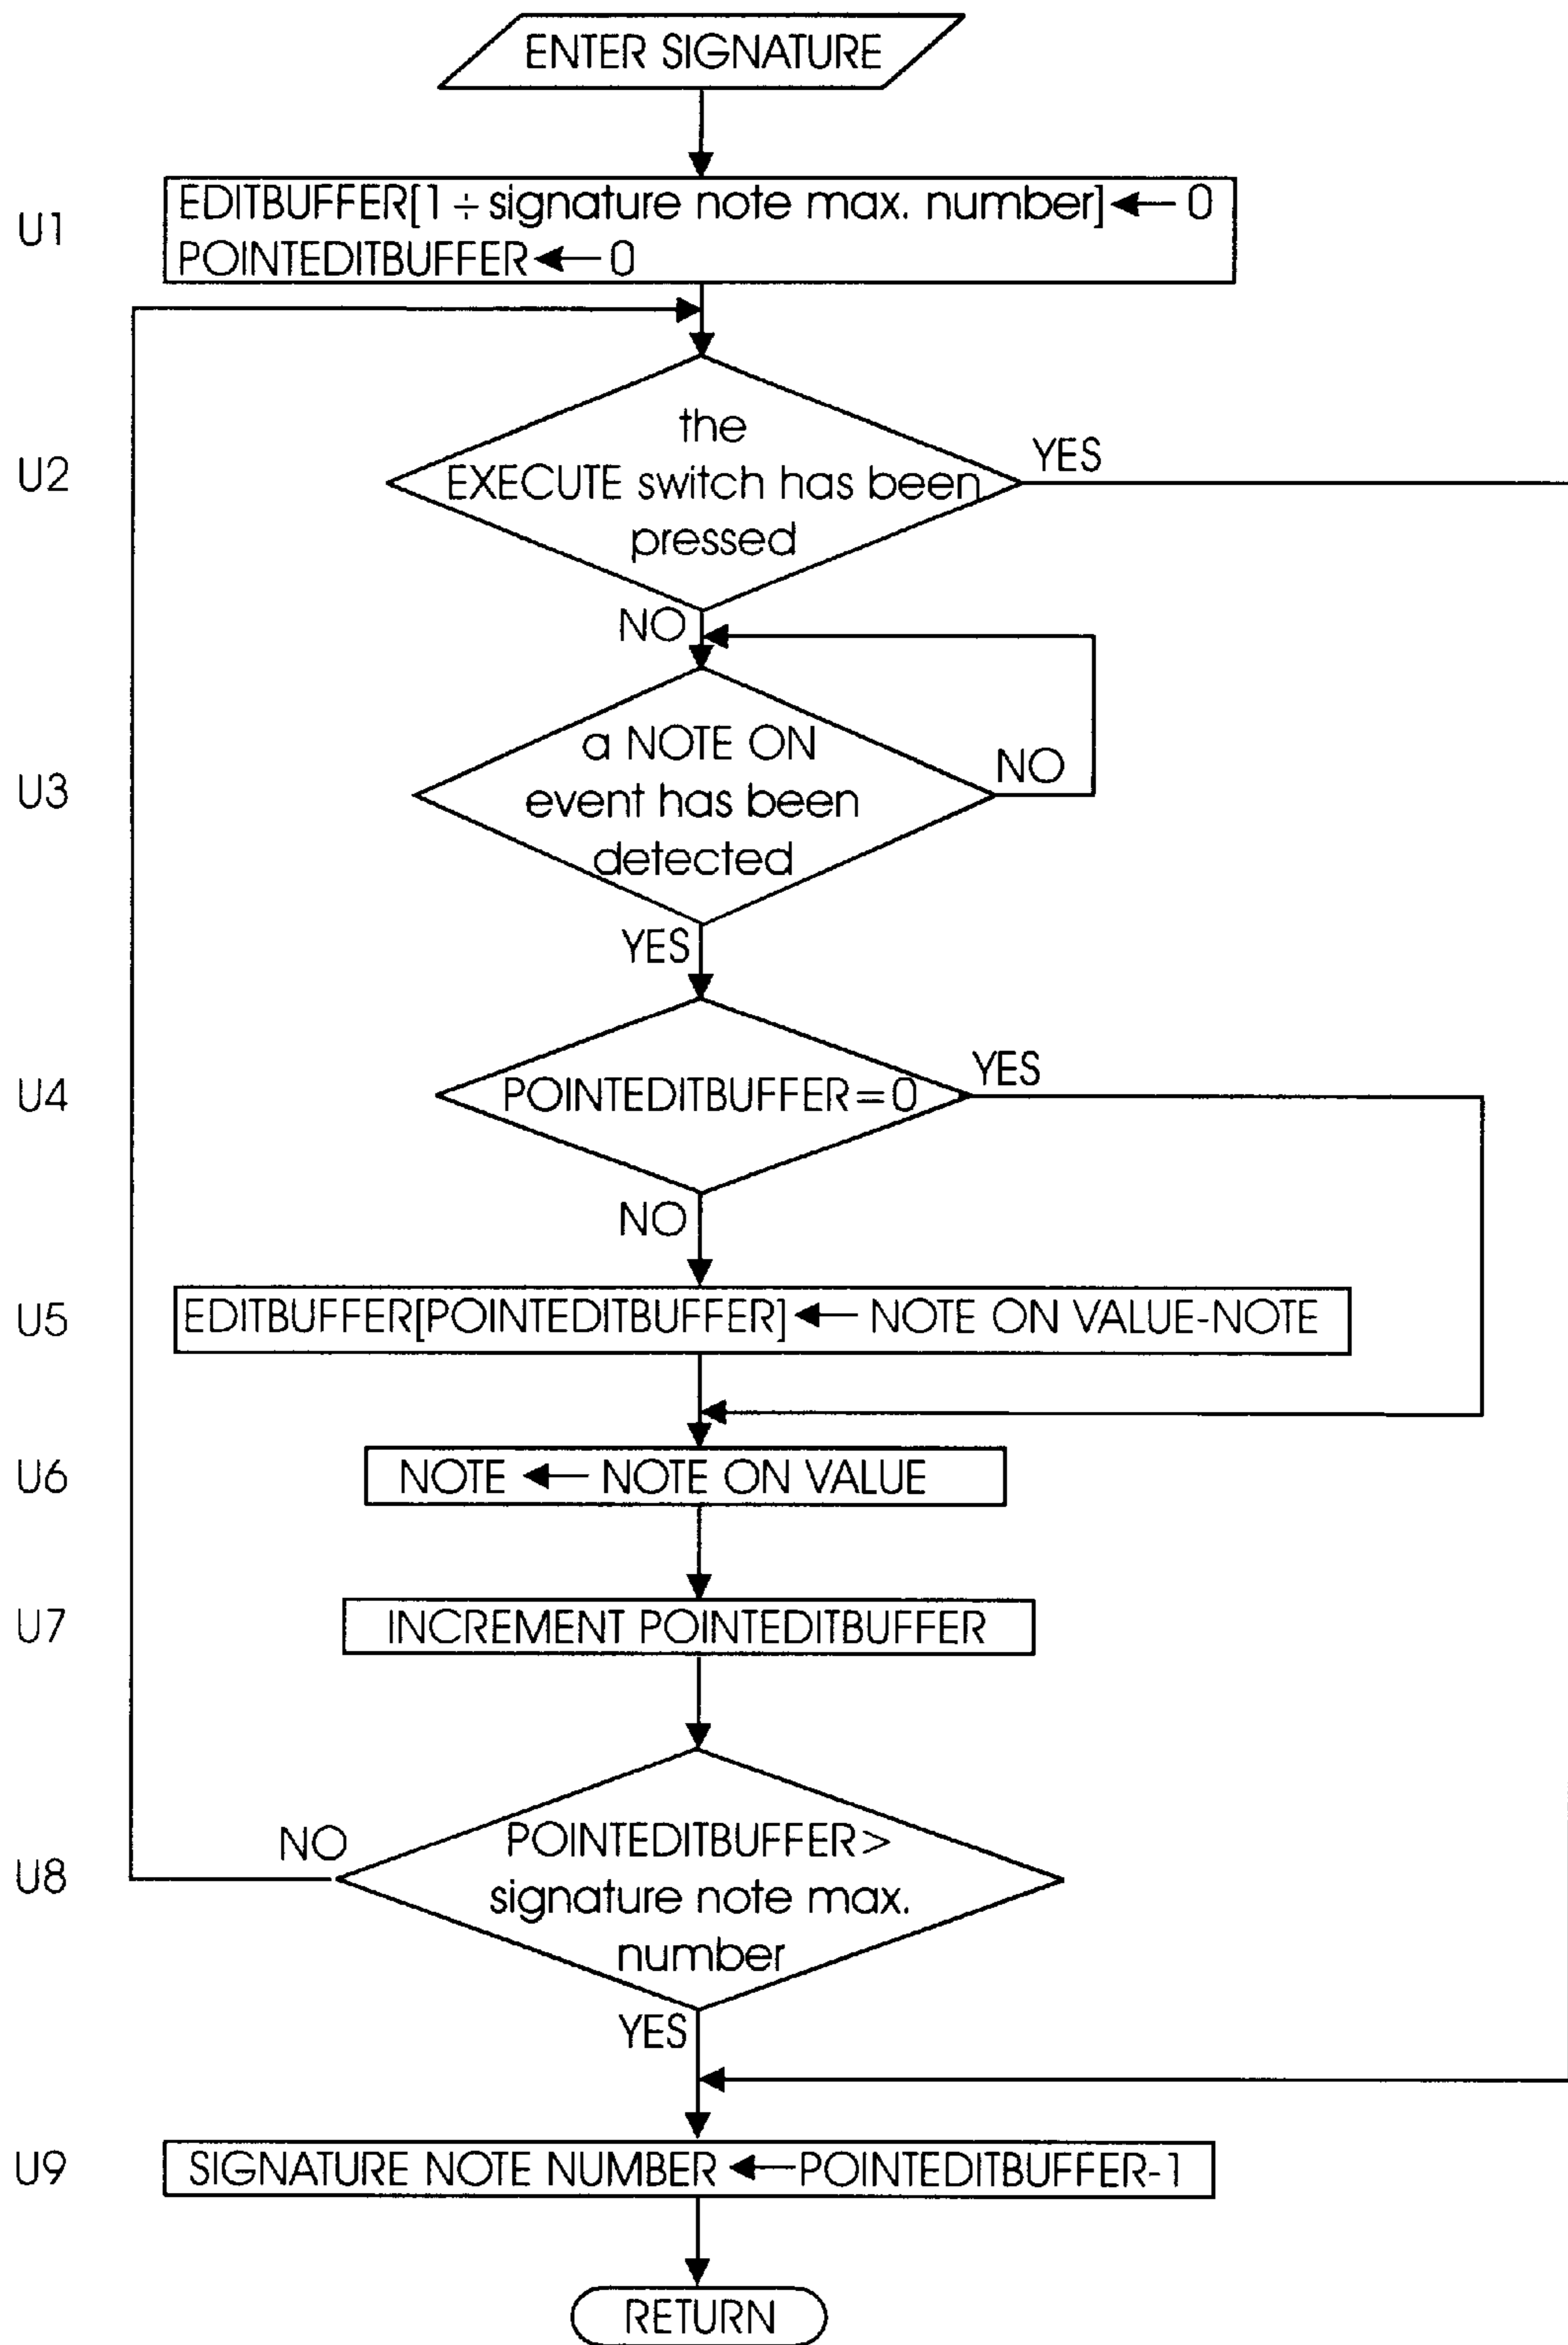 ENTER SIGNATURE
U1
EDITBUFFER[1 ÷ signature note max. number] ← 0
POINTEDITBUFFER ← 0
U2
the
EXECUTE switch has been
pressed
YES
NO
U3
a NOTE ON
event has been
detected
NO
YES
U4
POINTEDITBUFFER=0
YES
NO
U5
EDITBUFFER[POINTEDITBUFFER] ← NOTE ON VALUE-NOTE
U6
NOTE ← NOTE ON VALUE
U7
INCREMENT POINTEDITBUFFER
NO
U8
POINTEDITBUFFER>
signature note max.
number
YES
U9
SIGNATURE NOTE NUMBER ← POINTEDITBUFFER-1
RETURN